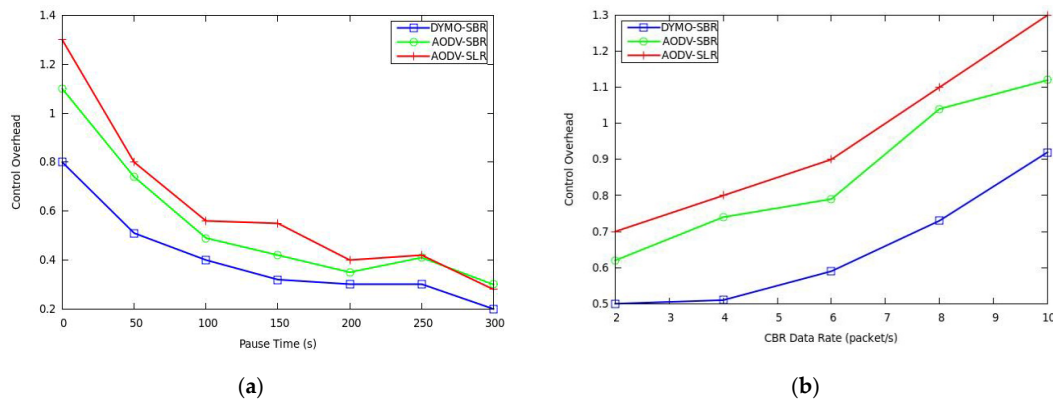 1.4
1.2
1
0.8
0.6
0.4
0.2
Control Overhead
DYMO-SBR
AODV-SBR
AODV-SLR
0 50 100 150 200 250 300
Pause Time (s)
(a)
1.3
1.2
1.1
1
0.9
0.8
0.7
0.6
0.5
Control Overhead
DYMO-SBR
AODV-SBR
AODV-SLR
2 3 4 5 6 7 8 9 10
CBR Data Rate (packet/s)
(b)